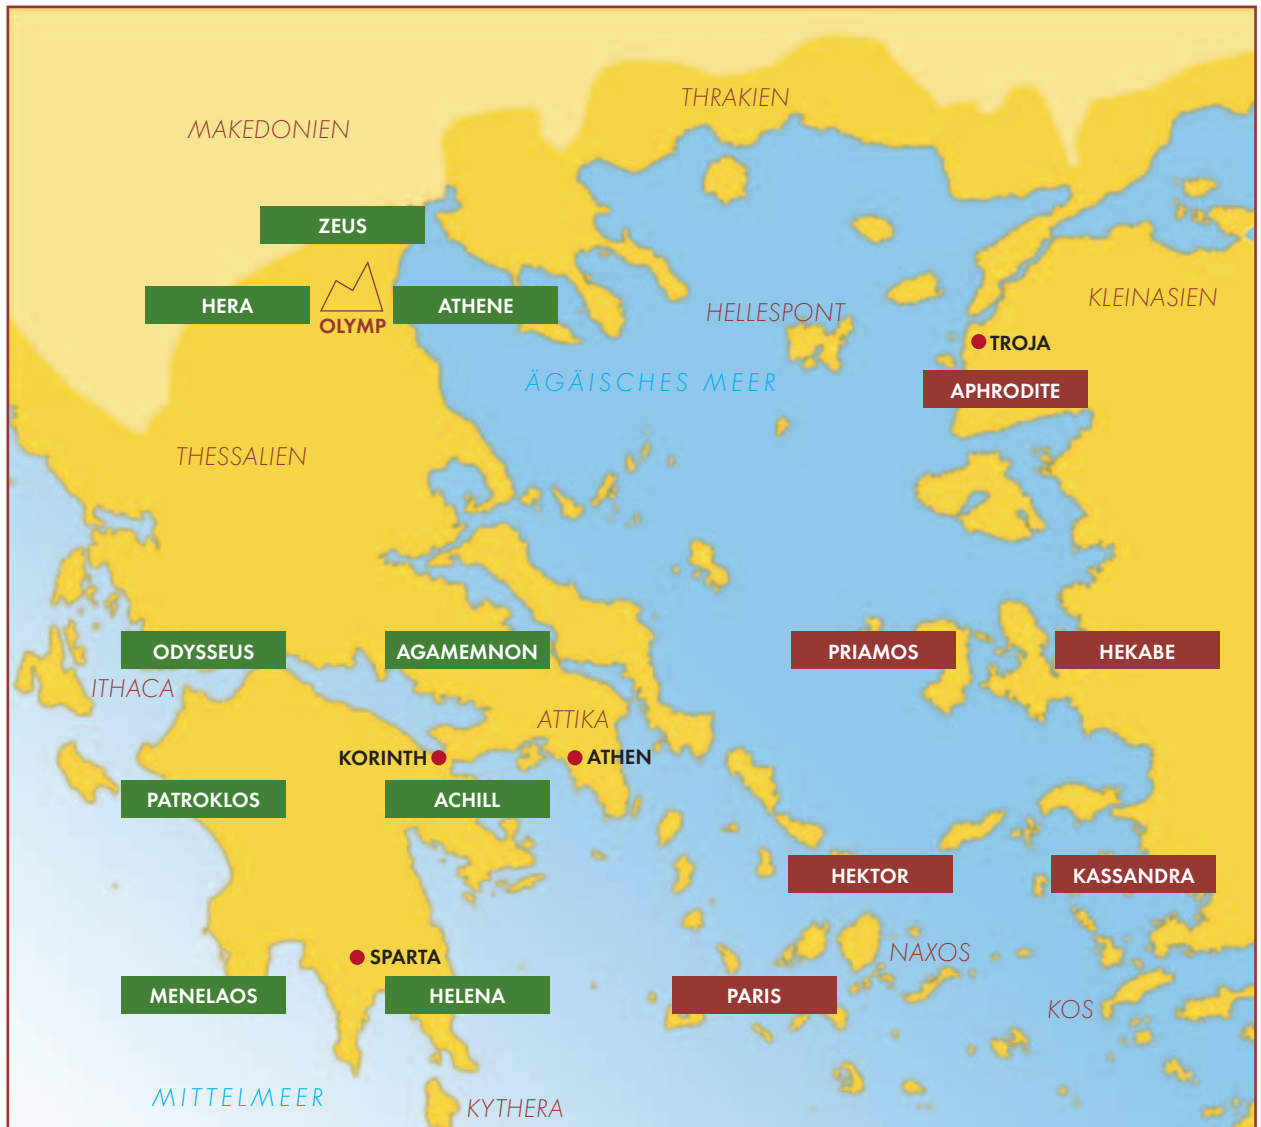 THRAKIEN
MAKEDONIEN
ZEUS
HERA
ATHENE
OLYMP
HELLESPONT
KLEINASIEN
TROJA
ÄGÄISCHES MEER
APHRODITE
THESSALIEN
ODYSSEUS
AGAMEMNON
PRIAMOS
HEKABE
ITHACA
ATTIKA
KORINTH
ATHEN
PATROKLOS
ACHILL
HEKTOR
KASSANDRA
NAXOS
SPARTA
MENELAOS
HELENA
PARIS
KOS
MITTELMEER
KYTHERA